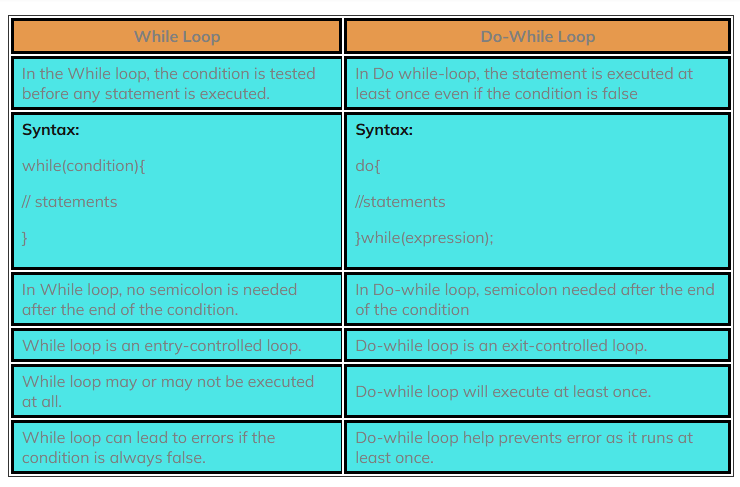 While Loop
Do-While Loop
In the While loop, the condition is tested
before any statement is executed.
In Do while-loop, the statement is executed at
least once even if the condition is false
Syntax:
while(condition){
// statements
}
Syntax:
do{
//statements
}while(expression);
In While loop, no semicolon is needed
after the end of the condition.
In Do-while loop, semicolon needed after the end
of the condition
While loop is an entry-controlled loop.
Do-while loop is an exit-controlled loop.
While loop may or may not be executed
at all.
Do-while loop will execute at least once.
While loop can lead to errors if the
condition is always false.
Do-while loop help prevents error as it runs at
least once.